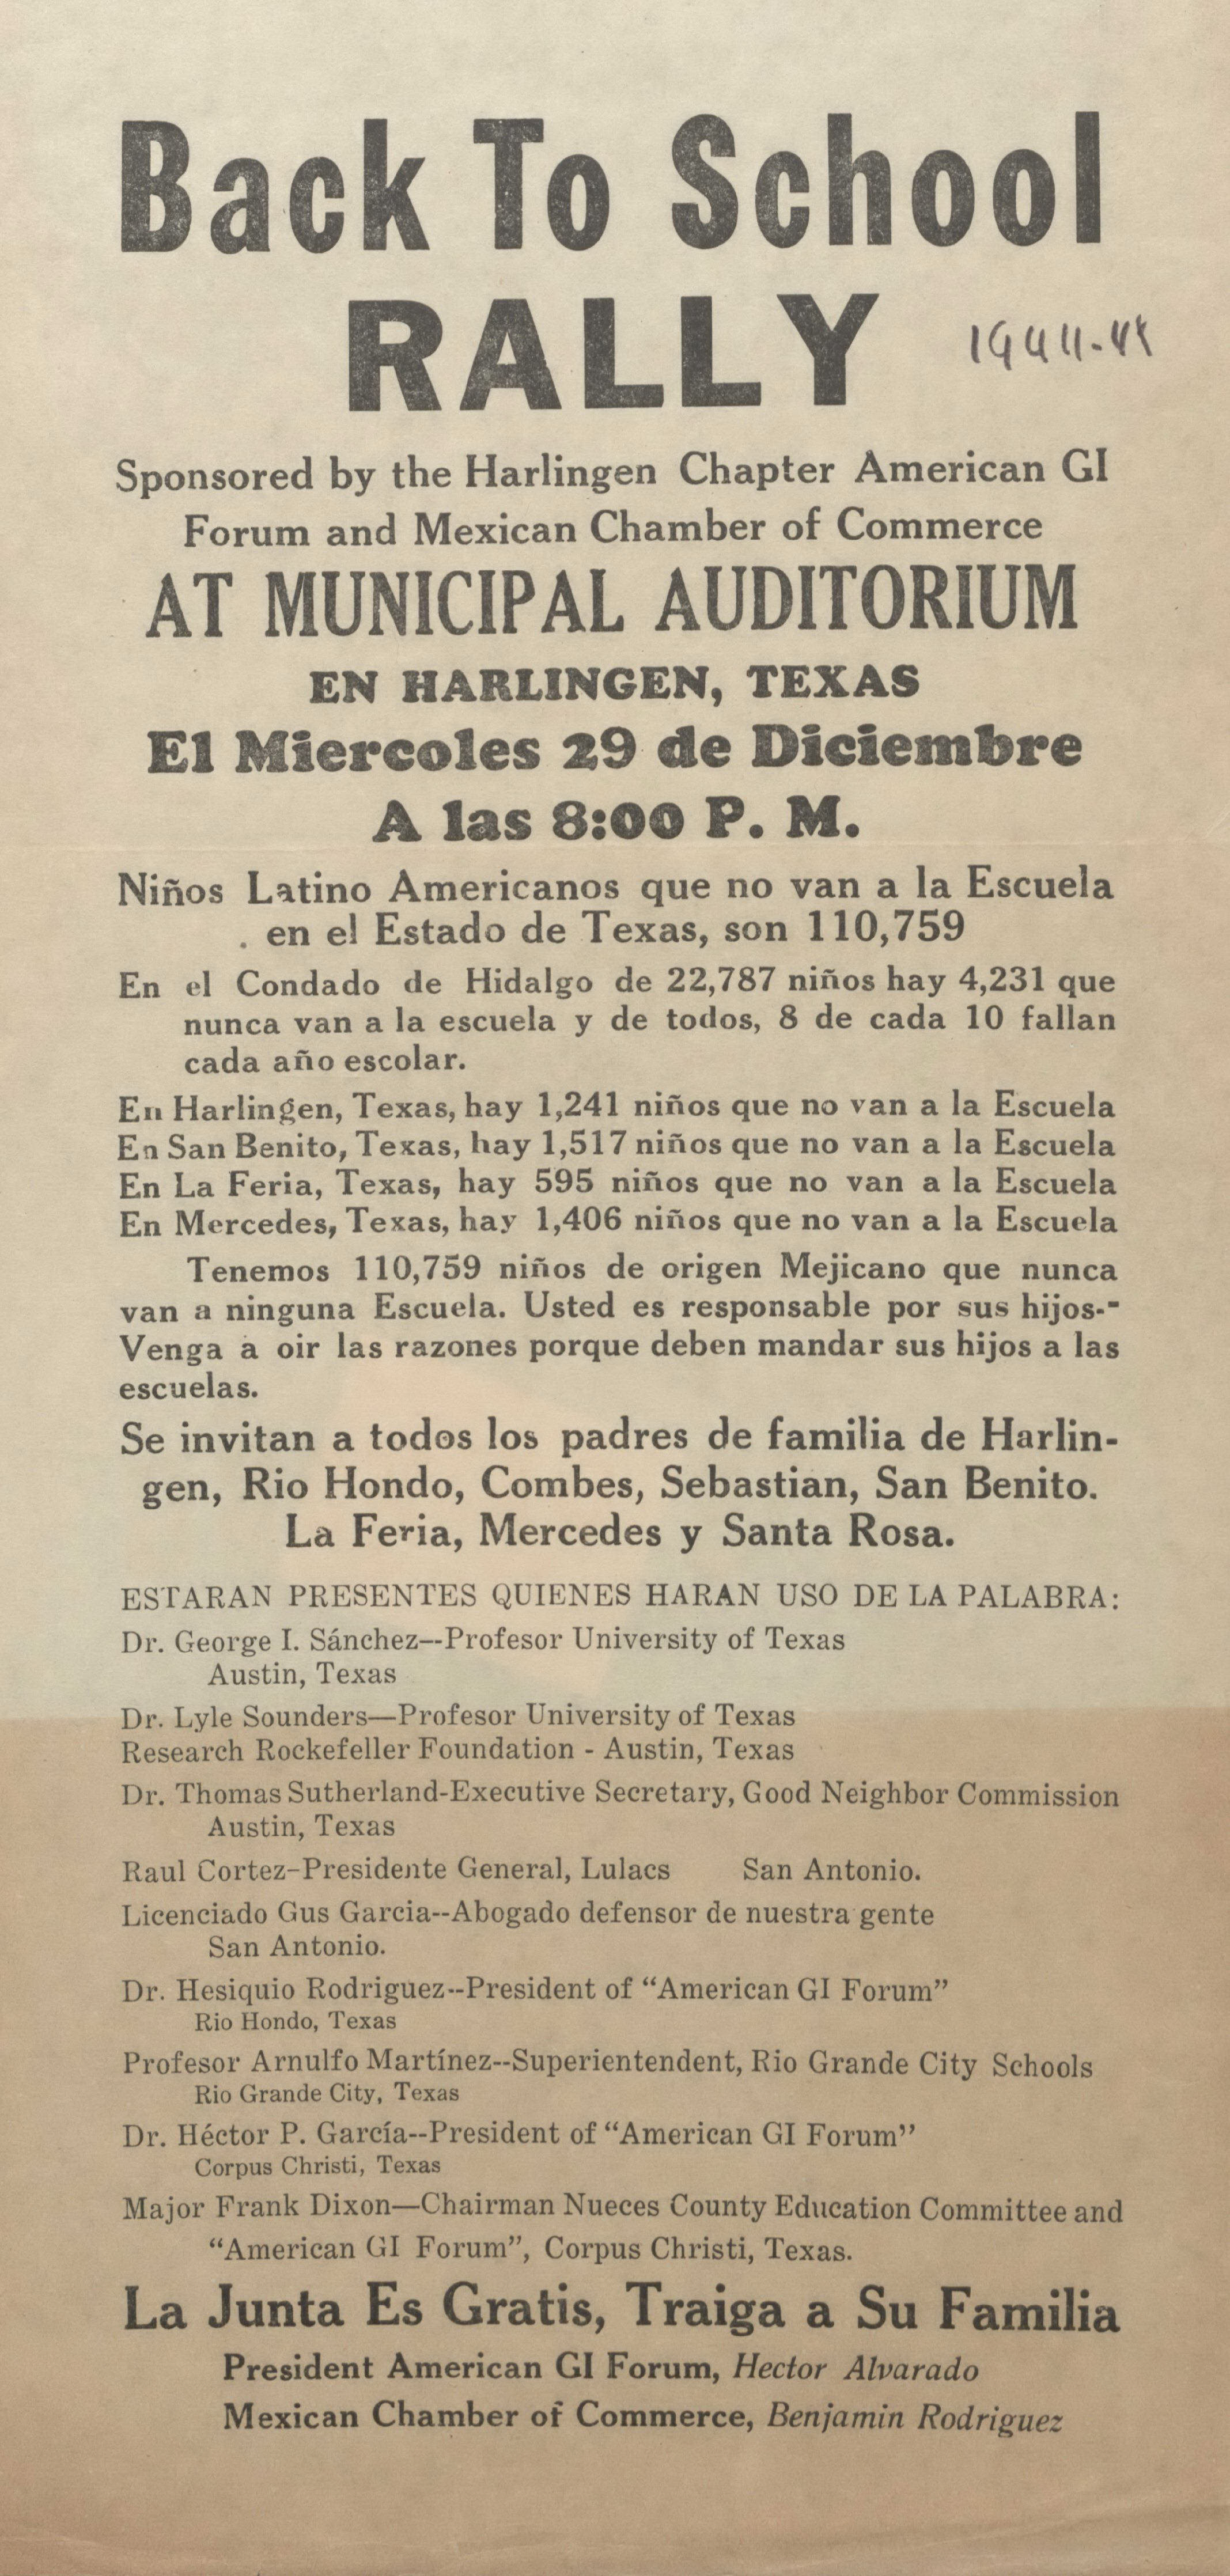 Back To School
RALLY
Sponsored by the Harlingen Chapter American GI
Forum and Mexican Chamber of Commerce
AT MUNICIPAL AUDITORIUM
EN HARLINGEN, TEXAS
El Miercoles 29 de Diciembre
A las 8:00 P. M.
Niños Latino Americanos que no van a la Escuela
en el Estado de Texas, son 110,759
En el Condado de Hidalgo de 22,787 niños hay 4,231 que
nunca van a la escuela y de todos, 8 de cada 10 fallan
cada año escolar.
En Harlingen, Texas, hay 1,241 niños que no van a la Escuela
En San Benito, Texas, hay 1,517 niños que no van a la Escuela
En La Feria, Texas, hay 595 niños que no van a la Escuela
En Mercedes, Texas, hay 1,406 niños que no van a la Escuela
Tenemos 110,759 niños de origen Mejicano que nunca
van a ninguna Escuela. Usted es responsable por sus hijos--
Venga a oir las razones porque deben mandar sus hijos a las
escuelas.
Se invitan a todos los padres de familia de Harlin-
gen, Rio Hondo, Combes, Sebastian, San Benito.
La Feria, Mercedes y Santa Rosa.
ESTARAN PRESENTES QUIENES HARAN USO DE LA PALABRA:
Dr. George I. Sánchez--Profesor University of Texas
Austin, Texas
Dr. Lyle Sounders—Profesor University of Texas
Research Rockefeller Foundation - Austin, Texas
Dr. Thomas Sutherland-Executive Secretary, Good Neighbor Commission
Austin, Texas
Raul Cortez-Presidente General, Lulacs San Antonio.
Licenciado Gus Garcia--Abogado defensor de nuestra gente
San Antonio.
Dr. Hesiquio Rodriguez--President of “American GI Forum”
Rio Hondo, Texas
Profesor Arnulfo Martínez--Superientendent, Rio Grande City Schools
Rio Grande City, Texas
Dr. Héctor P. García--President of “American GI Forum”
Corpus Christi, Texas
Major Frank Dixon—Chairman Nueces County Education Committee and
“American GI Forum”, Corpus Christi, Texas.
La Junta Es Gratis, Traiga a Su Familia
President American GI Forum, Hector Alvarado
Mexican Chamber of Commerce, Benjamin Rodriguez